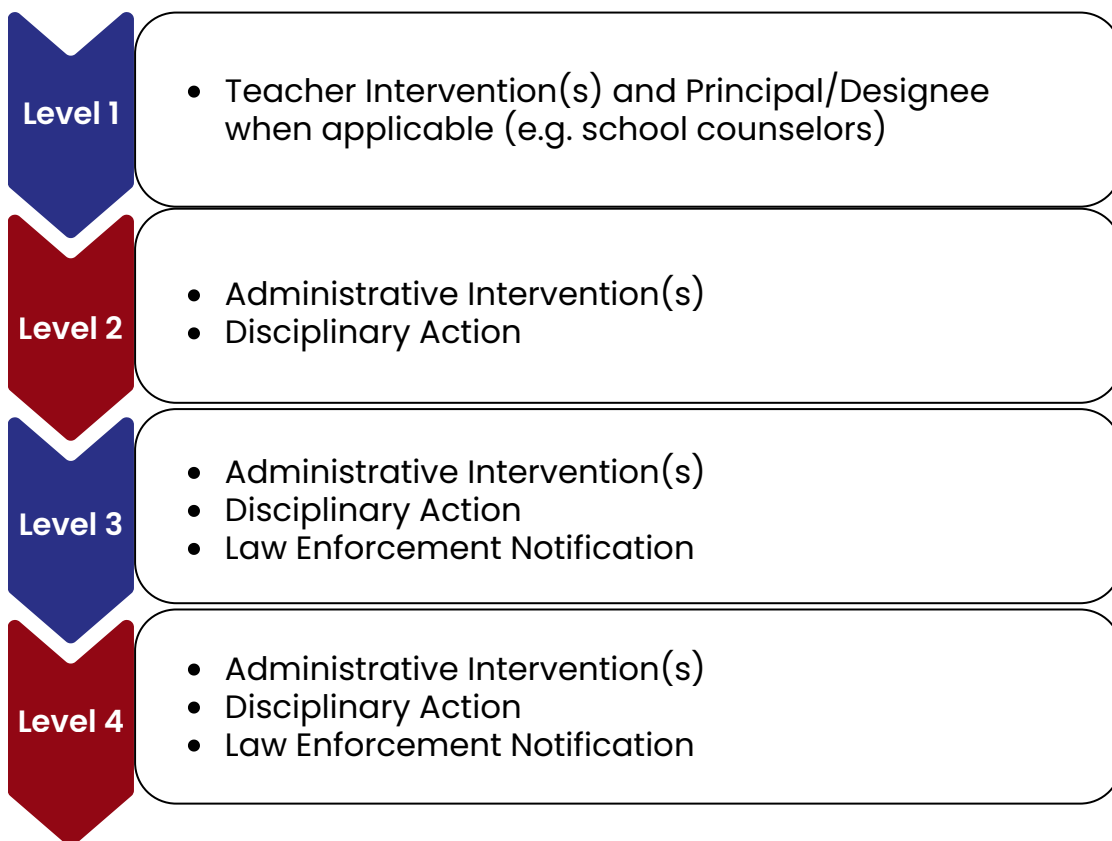 Level 1
• Teacher Intervention(s) and Principal/Designee
when applicable (e.g. school counselors)
Level 2
• Administrative Intervention(s)
• Disciplinary Action
Level 3
• Administrative Intervention(s)
• Disciplinary Action
• Law Enforcement Notification
Level 4
• Administrative Intervention(s)
• Disciplinary Action
• Law Enforcement Notification